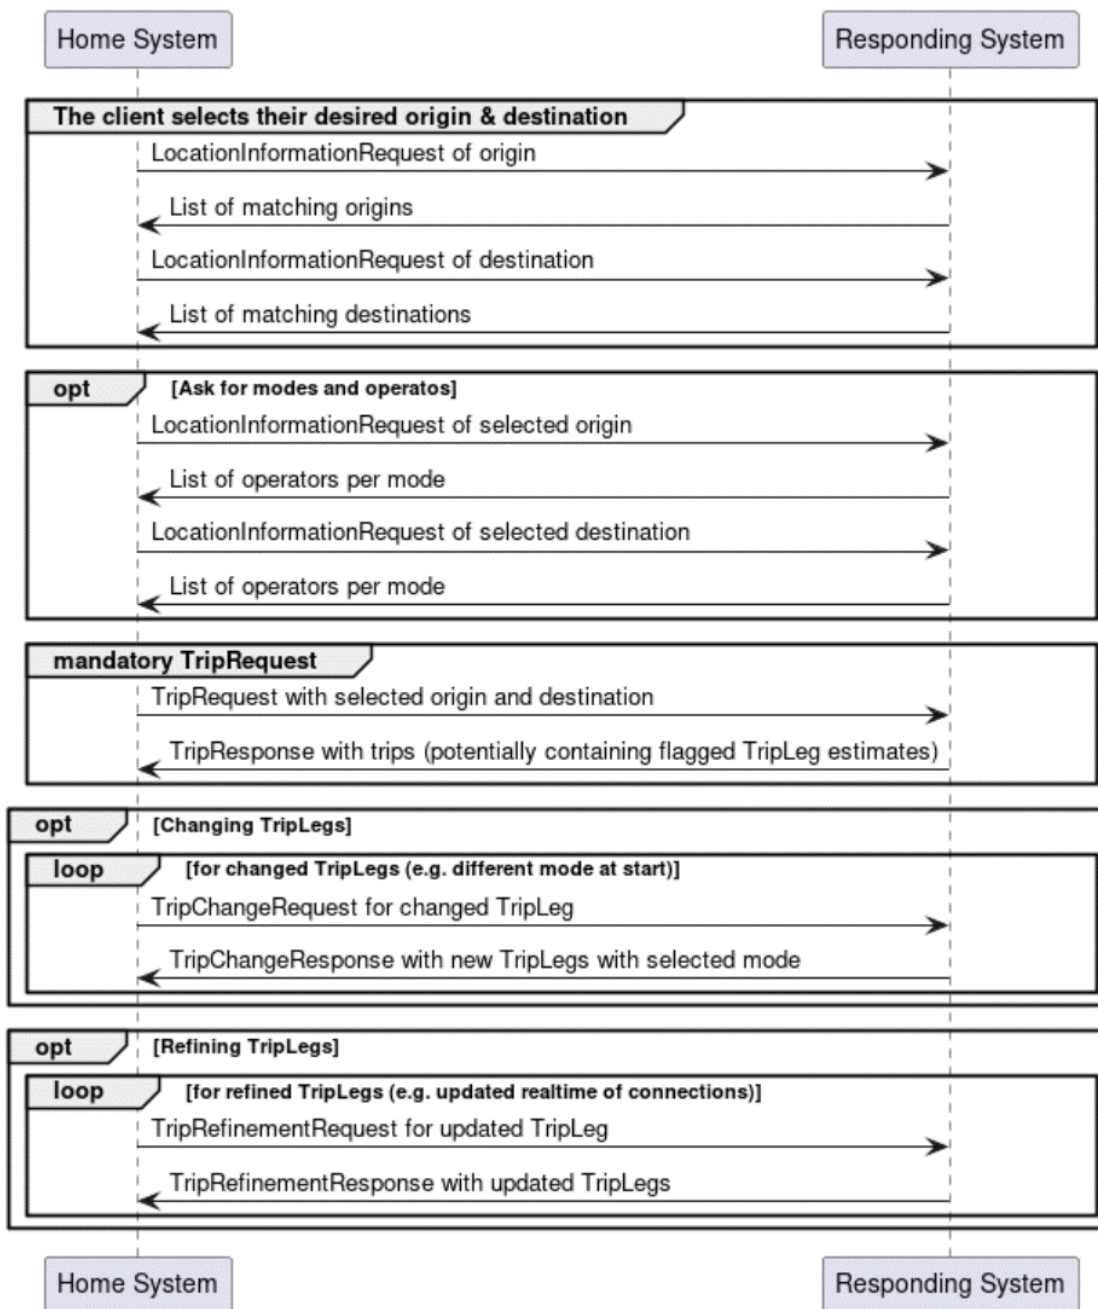 Home System
Responding System
The client selects their desired origin & destination
LocationInformationRequest of origin
List of matching origins
LocationInformationRequest of destination
List of matching destinations
opt
[Ask for modes and operatos]
LocationInformationRequest of selected origin
List of operators per mode
LocationInformationRequest of selected destination
List of operators per mode
mandatory TripRequest
TripRequest with selected origin and destination
TripResponse with trips (potentially containing flagged TripLeg estimates)
opt
[Changing TripLegs]
loop
[for changed TripLegs (e.g. different mode at start)]
TripChangeRequest for changed TripLeg
TripChangeResponse with new TripLegs with selected mode
opt
[Refining TripLegs]
loop
[for refined TripLegs (e.g. updated realtime of connections)]
TripRefinementRequest for updated TripLeg
TripRefinementResponse with updated TripLegs
Home System
Responding System